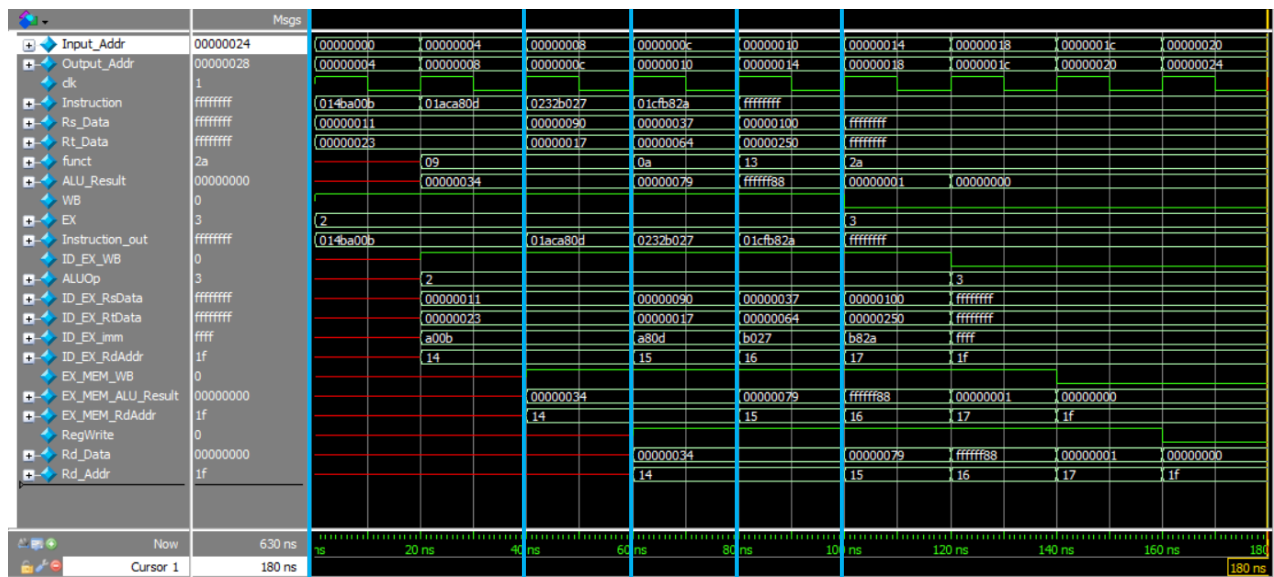 Msgs
Input_Addr 00000024 00000000 00000004 00000008 0000000c 00000010 00000014 00000018 0000001c 00000020
Output_Addr 00000028 00000004 00000008 0000000c 00000010 00000014 00000018 0000001c 00000020 00000024
clk 1
Instruction ffffffff 014ba00b 01aca80d 0232b027 01cfb82a ffffffff
Rs_Data ffffffff 00000011 00000090 00000037 00000100 ffffffff
Rt_Data ffffffff 00000023 00000017 00000064 00000250 ffffffff
funct 2a 09 0a 13 2a
ALU_Result 00000000 00000034 00000079 ffffff88 00000001 00000000
WB 0
EX 3 2 3
Instruction_out ffffffff 014ba00b 01aca80d 0232b027 01cfb82a ffffffff
ID_EX_WB 0
ALUOp 3 2 3
ID_EX_RsData ffffffff 00000011 00000090 00000037 00000100 ffffffff
ID_EX_RtData ffffffff 00000023 00000017 00000064 00000250 ffffffff
ID_EX_imm ffff a00b a80d b027 b82a ffff
ID_EX_RdAddr 1f 14 15 16 17 1f
EX_MEM_WB 0
EX_MEM_ALU_Result 00000000 00000034 00000079 ffffff88 00000001 00000000
EX_MEM_RdAddr 1f 14 15 16 17 1f
RegWrite 0
Rd_Data 00000000 00000034 00000079 ffffff88 00000001 00000000
Rd_Addr 1f 14 15 16 17 1f
Now 630 ns ns 20 ns 40 ns 60 ns 80 ns 100 ns 120 ns 140 ns 160 ns 180
Cursor 1 180 ns 180 ns